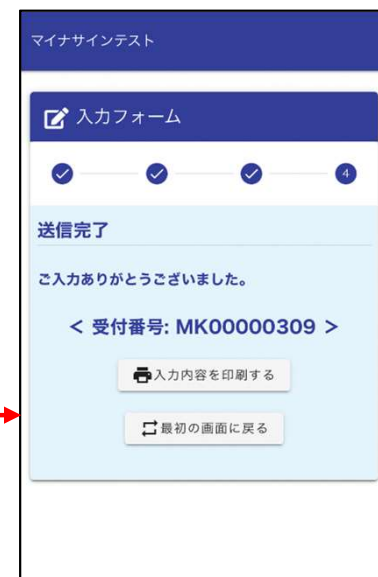 マイナサインテスト
入力フォーム
4
送信完了
ご入力ありがとうございました。
< 受付番号: MK00000309 >
入力内容を印刷する
最初の画面に戻る